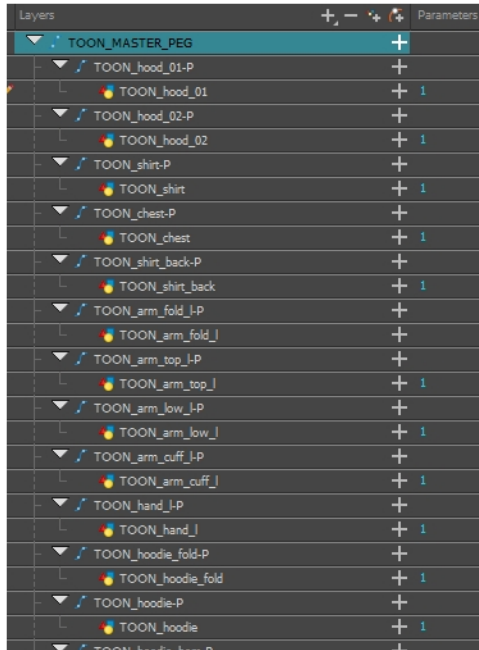 Layers Parameters
TOON_MASTER_PEG
TOON_hood_01-P
TOON_hood_01 1
TOON_hood_02-P
TOON_hood_02 1
TOON_shirt-P
TOON_shirt 1
TOON_chest-P
TOON_chest 1
TOON_shirt_back-P
TOON_shirt_back 1
TOON_arm_fold_l-P
TOON_arm_fold_l
TOON_arm_top_l-P
TOON_arm_top_l 1
TOON_arm_low_l-P
TOON_arm_low_l 1
TOON_arm_cuff_l-P
TOON_arm_cuff_l 1
TOON_hand_l-P
TOON_hand_l 1
TOON_hoodie_fold-P
TOON_hoodie_fold 1
TOON_hoodie-P
TOON_hoodie 1